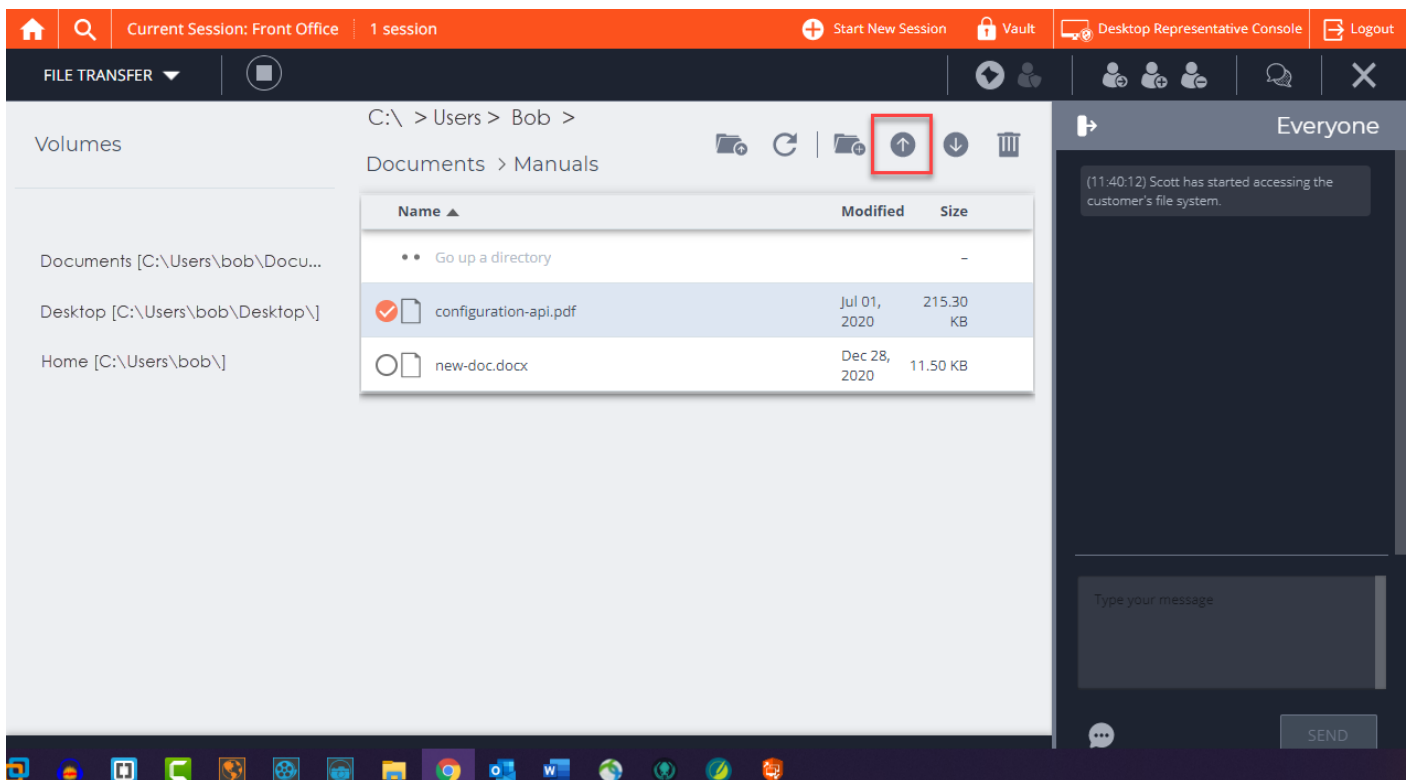 Current Session: Front Office
1 session
Start New Session
Vault
Desktop Representative Console
Logout
FILE TRANSFER
Volumes
C:\ > Users > Bob >
Documents > Manuals
Everyone
(11:40:12) Scott has started accessing the
customer's file system.
Name
Modified
Size
Go up a directory
–
Documents [C:\Users\bob\Docu...
Desktop [C:\Users\bob\Desktop\]
Home [C:\Users\bob\]
configuration-api.pdf
Jul 01,
2020
215.30
KB
new-doc.docx
Dec 28,
2020
11.50 KB
Type your message
SEND